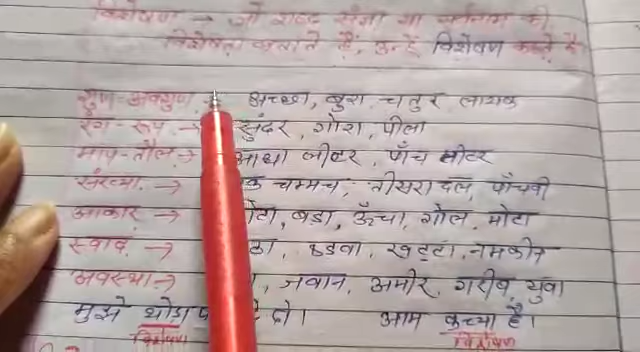 विशेषण → जो शब्द संज्ञा या सर्वनाम की
विशेषता बताते हैं, उन्हें विशेषण कहते हैं
गुण-अवगुण → अच्छा, बुरा, चतुर, लायक
रंग-रूप → सुंदर, गोरा, पीला
माप-तौल → आधा लीटर, पाँच मीटर
संख्या → चम्मच, तीसरा दल, पाँचवी
आकार → बड़ा, ऊँचा, गोल, मोटा
स्वाद → खट्टा, नमकीन
अवस्था → जवान, अमीर, गरीब, युवा
मुझे थोड़ा दो। आम कच्चा है।
विशेषण विशेषण